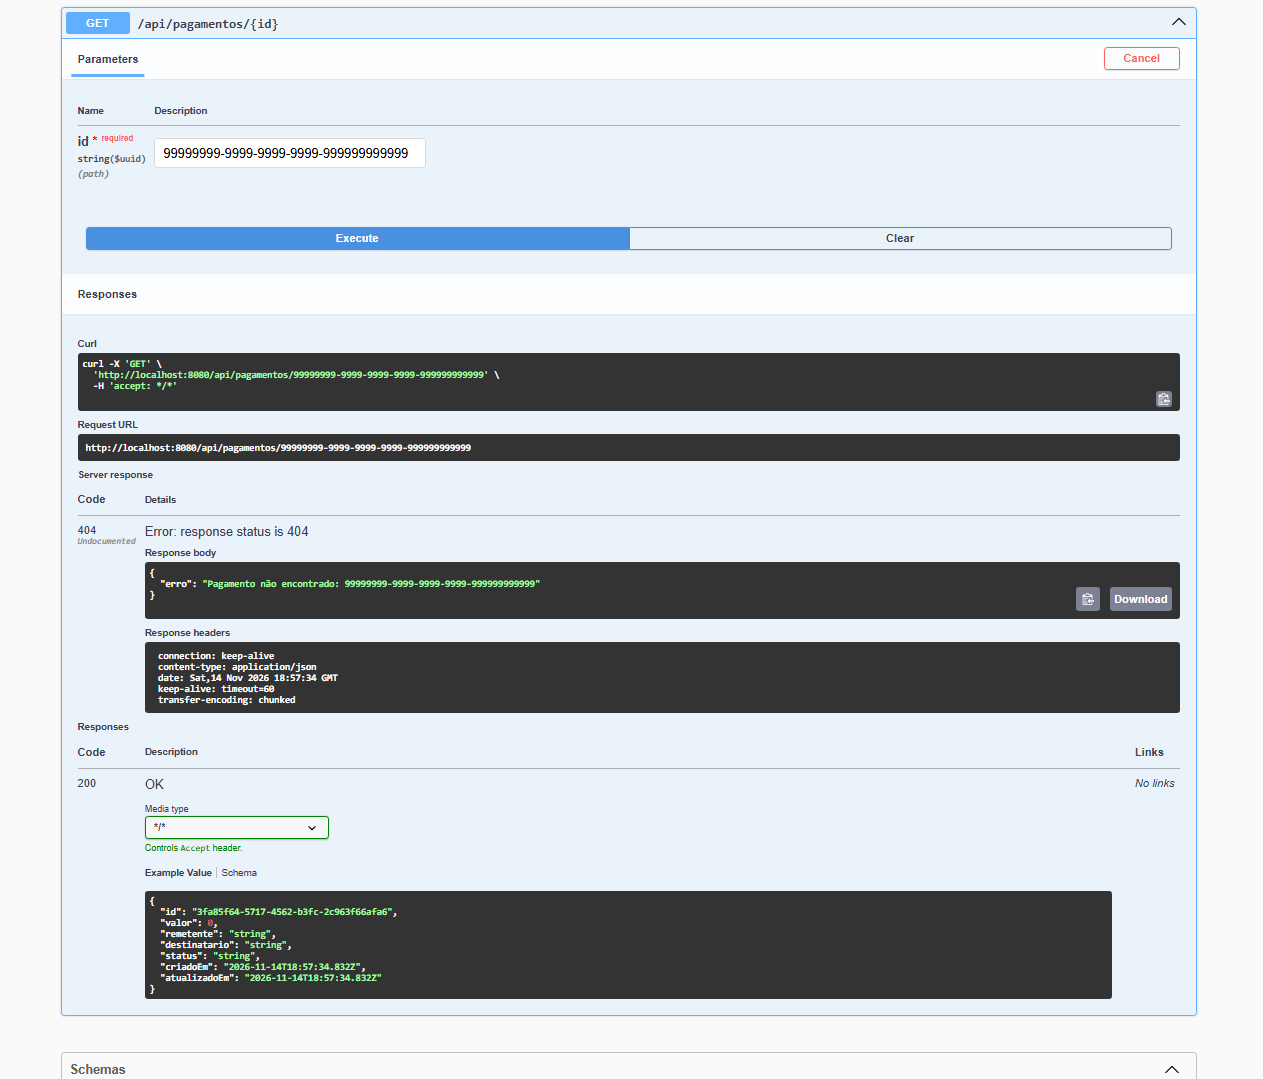 GET /api/pagamentos/{id}
Parameters
Cancel
Name Description
id * required
string($uuid)
(path)
99999999-9999-9999-9999-999999999999
Execute
Clear
Responses
Curl
curl -X 'GET' \
'http://localhost:8080/api/pagamentos/99999999-9999-9999-9999-999999999999' \
-H 'accept: */*'
Request URL
http://localhost:8080/api/pagamentos/99999999-9999-9999-9999-999999999999
Server response
Code Details
404
Undocumented
Error: response status is 404
Response body
{
"erro": "Pagamento não encontrado: 99999999-9999-9999-9999-999999999999"
}
Download
Response headers
connection: keep-alive
content-type: application/json
date: Sat,14 Nov 2026 18:57:34 GMT
keep-alive: timeout=60
transfer-encoding: chunked
Responses
Code Description Links
200 OK No links
Media type
*/*
Controls Accept header.
Example Value Schema
{
"id": "3fa85f64-5717-4562-b3fc-2c963f66afa6",
"valor": 0,
"remetente": "string",
"destinatario": "string",
"status": "string",
"criadoEm": "2026-11-14T18:57:34.832Z",
"atualizadoEm": "2026-11-14T18:57:34.832Z"
}
Schemas